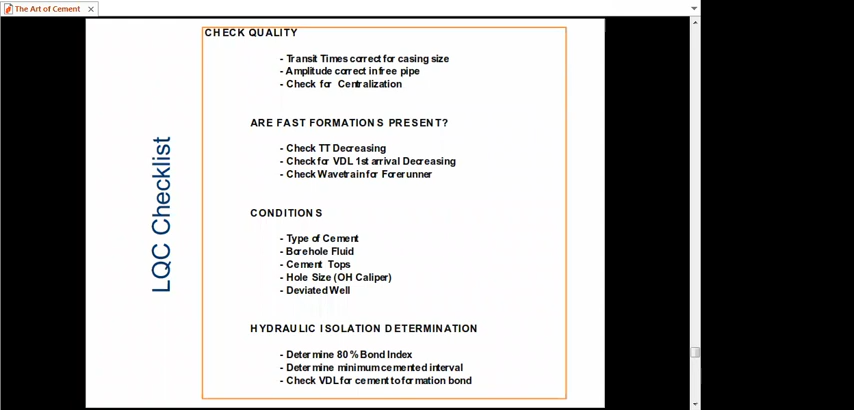 The Art of Cement
CHECK QUALITY
- Transit Times correct for casing size
- Amplitude correct in free pipe
- Check for Centralization
ARE FAST FORMATIONS PRESENT?
- Check TT Decreasing
- Check for VDL 1st arrival Decreasing
- Check Wavetrain for Forerunner
LQC Checklist
CONDITIONS
- Type of Cement
- Borehole Fluid
- Cement Tops
- Hole Size (OH Caliper)
- Deviated Well
HYDRAULIC ISOLATION DETERMINATION
- Determine 80% Bond Index
- Determine minimum cemented interval
- Check VDL for cement to formation bond